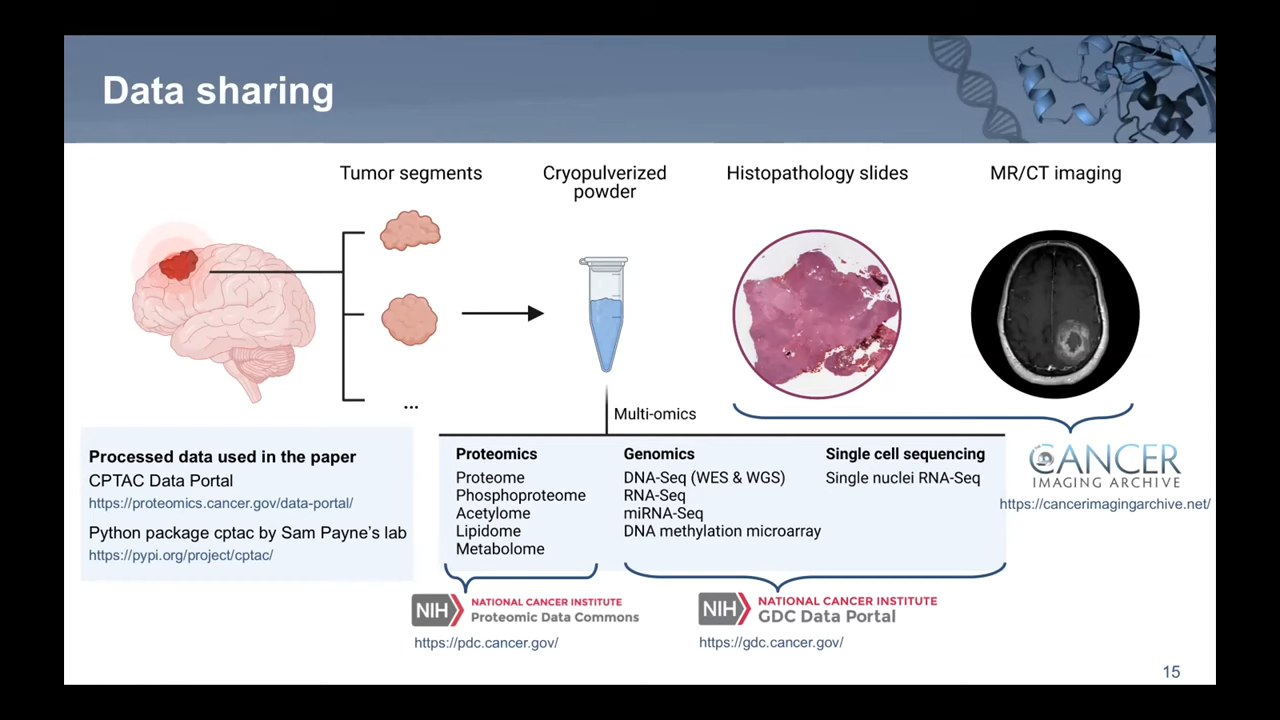 Data sharing
Tumor segments
Cryopulverized
powder
Histopathology slides
MR/CT imaging
...
Multi-omics
Processed data used in the paper
CPTAC Data Portal
https://proteomics.cancer.gov/data-portal/
Python package cptac by Sam Payne's lab
https://pypi.org/project/cptac/
Proteomics
Proteome
Phosphoproteome
Acetylome
Lipidome
Metabolome
Genomics
DNA-Seq (WES & WGS)
RNA-Seq
miRNA-Seq
DNA methylation microarray
Single cell sequencing
Single nuclei RNA-Seq
CANCER
IMAGING ARCHIVE
https://cancerimagingarchive.net/
NIH
NATIONAL CANCER INSTITUTE
Proteomic Data Commons
https://pdc.cancer.gov/
NIH
NATIONAL CANCER INSTITUTE
GDC Data Portal
https://gdc.cancer.gov/
15